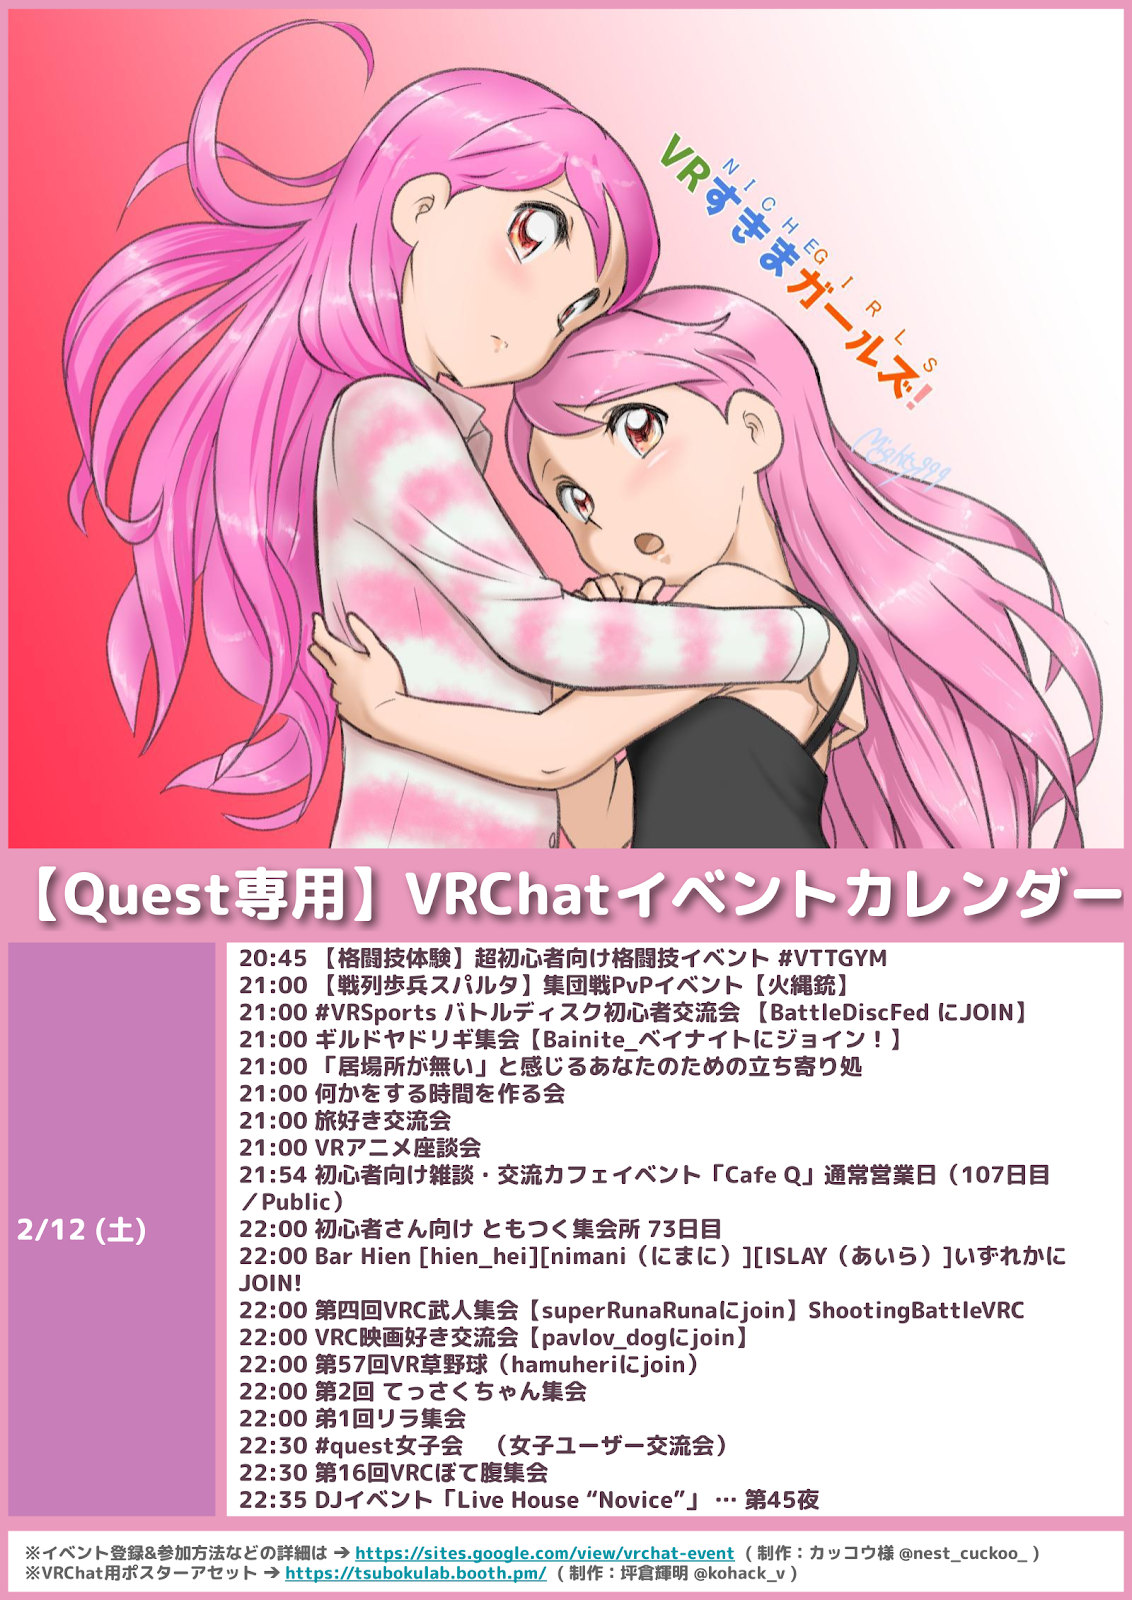 VRすきまガールズ!
NICHE GIRLS
Mighty999
【Quest専用】VRChatイベントカレンダー
2/12 (土)
20:45 【格闘技体験】超初心者向け格闘技イベント #VTTGYM
21:00 【戦列歩兵スパルタ】集団戦PvPイベント【火縄銃】
21:00 #VRSports バトルディスク初心者交流会 【BattleDiscFed にJOIN】
21:00 ギルドヤドリギ集会【Bainite_ベイナイトにジョイン！】
21:00 「居場所が無い」と感じるあなたのための立ち寄り処
21:00 何かをする時間を作る会
21:00 旅好き交流会
21:00 VRアニメ座談会
21:54 初心者向け雑談・交流カフェイベント「Cafe Q」通常営業日（107日目
／Public）
22:00 初心者さん向け ともつく集会所 73日目
22:00 Bar Hien [hien_hei][nimani（にまに）][ISLAY（あいら）]いずれかに
JOIN!
22:00 第四回VRC武人集会【superRunaRunaにjoin】ShootingBattleVRC
22:00 VRC映画好き交流会【pavlov_dogにjoin】
22:00 第57回VR草野球（hamuheriにjoin）
22:00 第2回 てっさくちゃん集会
22:00 弟1回リラ集会
22:30 #quest女子会　（女子ユーザー交流会）
22:30 第16回VRCぽて腹集会
22:35 DJイベント「Live House “Novice”」 … 第45夜
※イベント登録&参加方法などの詳細は → https://sites.google.com/view/vrchat-event ( 制作：カッコウ様 @nest_cuckoo_ )
※VRChat用ポスターアセット → https://tsubokulab.booth.pm/ ( 制作：坪倉輝明 @kohack_v )